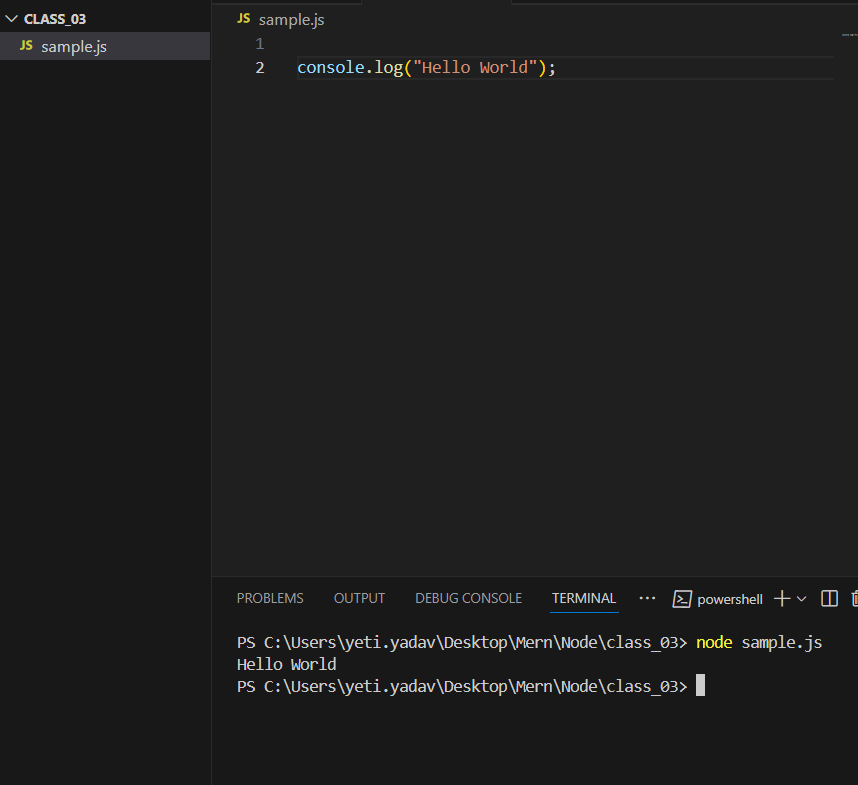 CLASS_03
JS sample.js
JS sample.js
1
2 console.log("Hello World");
PROBLEMS OUTPUT DEBUG CONSOLE TERMINAL ··· powershell
PS C:\Users\yeti.yadav\Desktop\Mern\Node\class_03> node sample.js
Hello World
PS C:\Users\yeti.yadav\Desktop\Mern\Node\class_03>